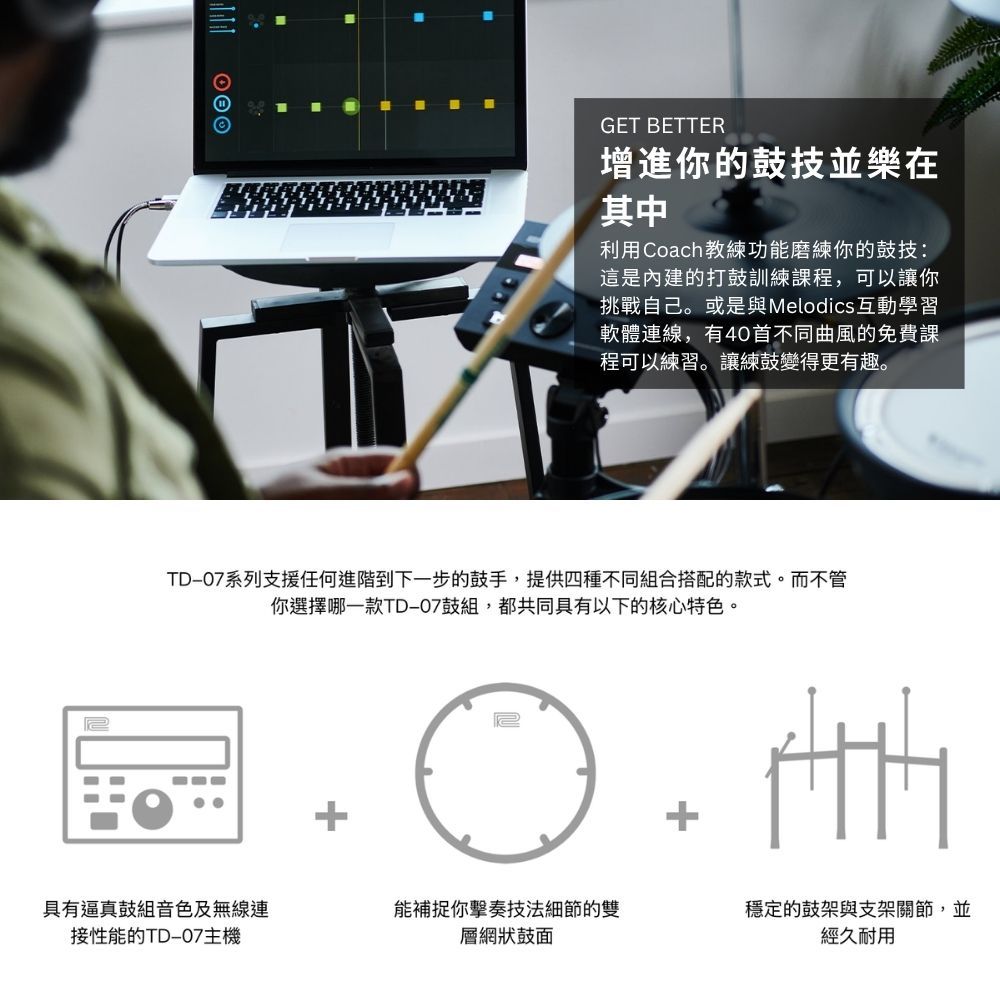 GET BETTER
增進你的鼓技並樂在
其中
利用Coach教練功能磨練你的鼓技：
這是內建的打鼓訓練課程，可以讓你
挑戰自己。或是與Melodics互動學習
軟體連線，有40首不同曲風的免費課
程可以練習。讓練鼓變得更有趣。
TD-07系列支援任何進階到下一步的鼓手，提供四種不同組合搭配的款式。而不管
你選擇哪一款TD-07鼓組，都共同具有以下的核心特色。
+
+
具有逼真鼓組音色及無線連
接性能的TD-07主機
能補捉你擊奏技法細節的雙
層網狀鼓面
穩定的鼓架與支架關節，並
經久耐用